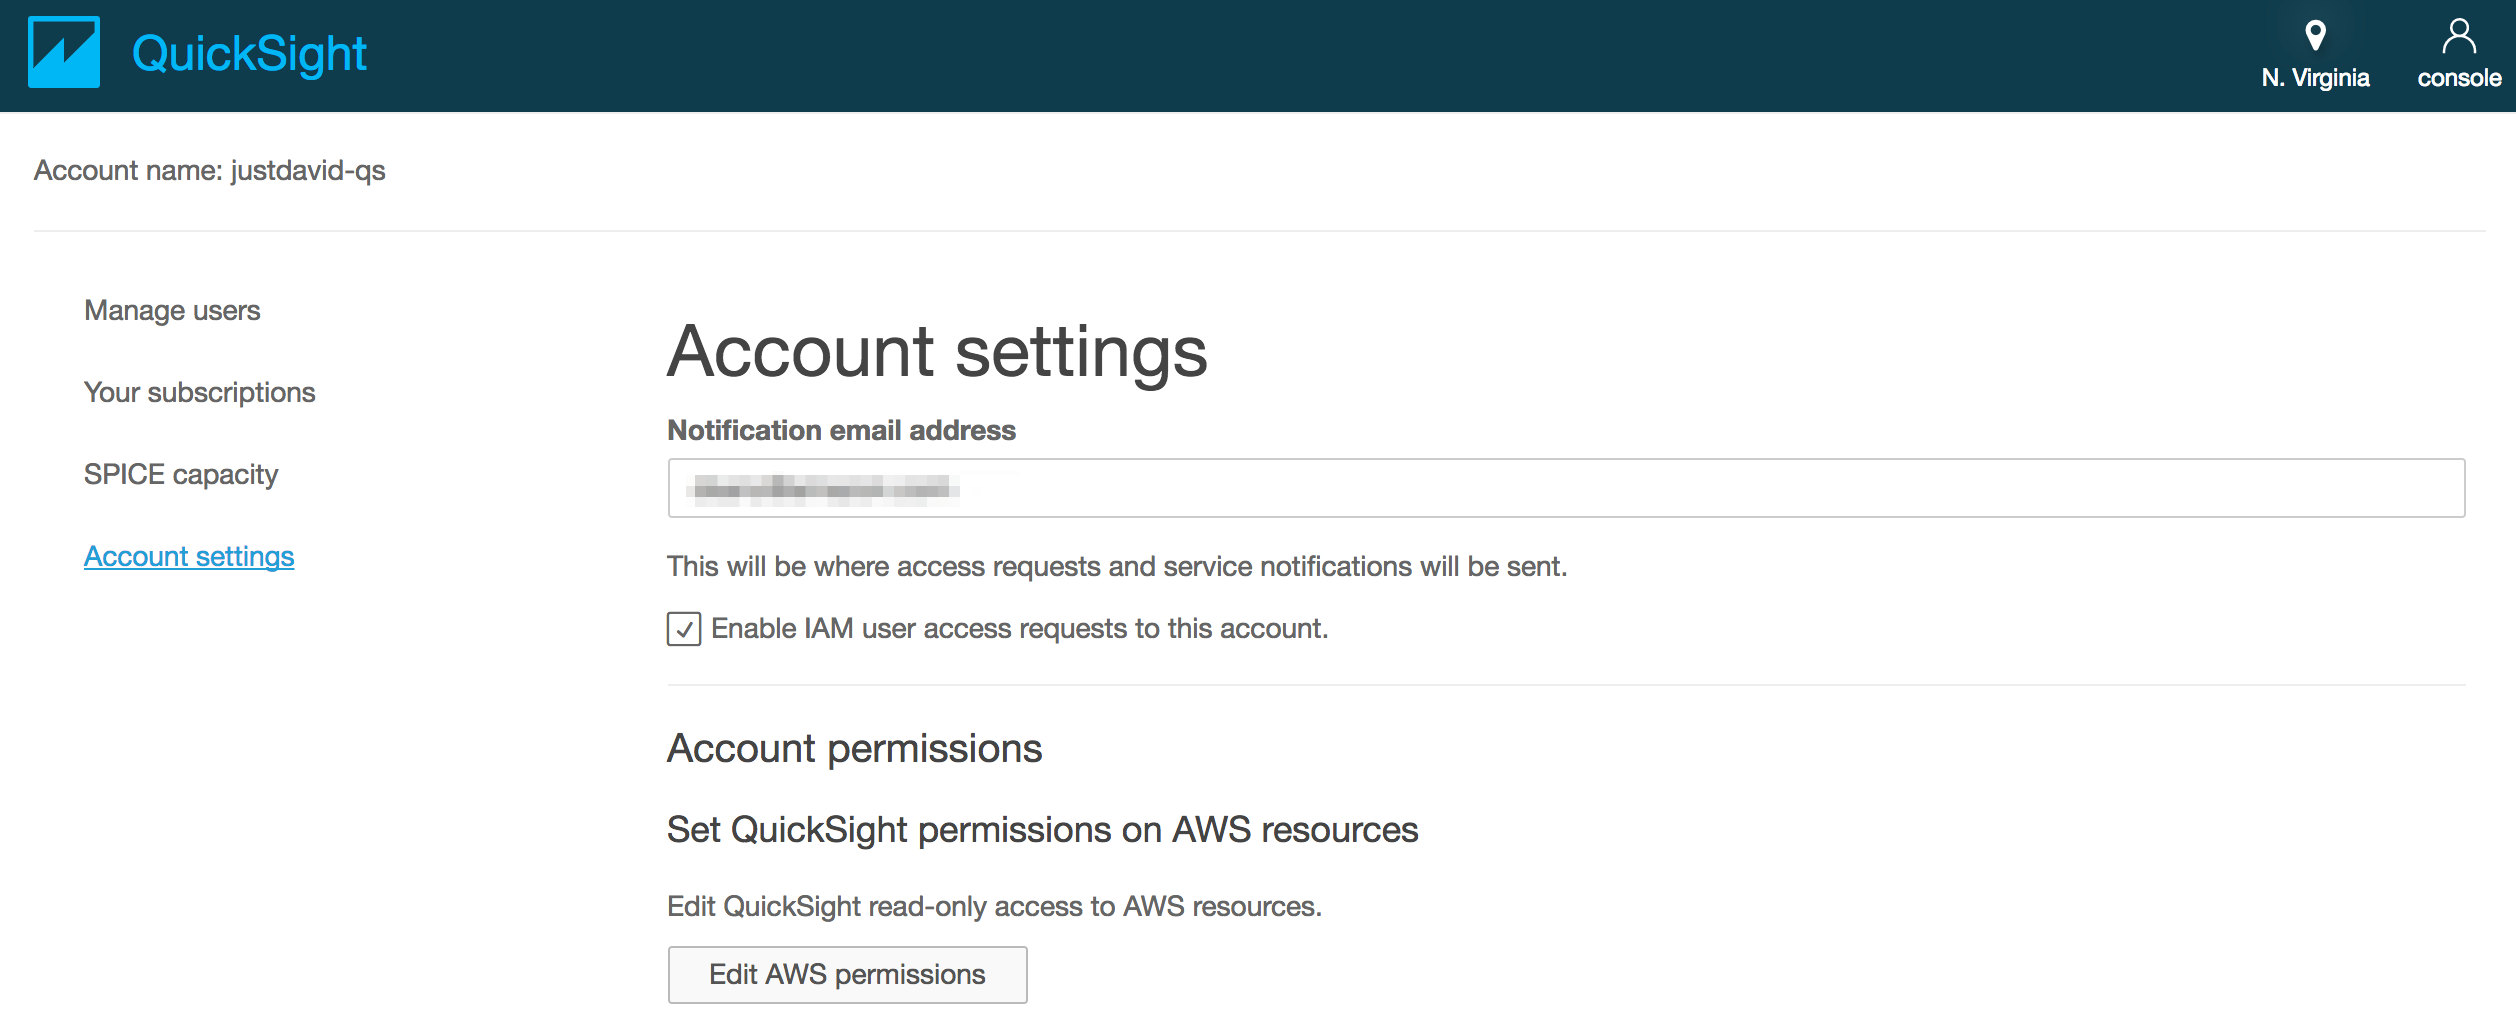 QuickSight
N. Virginia
console
Account name: justdavid-qs
Manage users
Your subscriptions
SPICE capacity
Account settings
Account settings
Notification email address
This will be where access requests and service notifications will be sent.
Enable IAM user access requests to this account.
Account permissions
Set QuickSight permissions on AWS resources
Edit QuickSight read-only access to AWS resources.
Edit AWS permissions